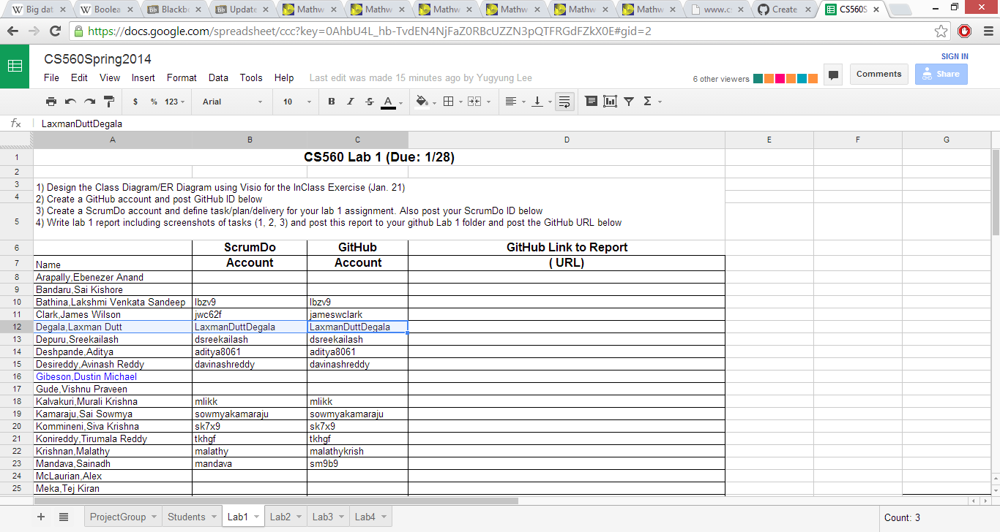 Big dat
Boolea
Blackb
Update
Mathw
Mathw
Mathw
Mathw
Mathw
Mathw
www.c
Create
CS560S
https://docs.google.com/spreadsheet/ccc?key=0AhbU4L_hb-TvdEN4NjFaZ0RBcUZZN3pQTFRGdFZkX0E#gid=2
CS560Spring2014
SIGN IN
File Edit View Insert Format Data Tools Help Last edit was made 15 minutes ago by Yugyung Lee
6 other viewers
Comments
Share
$ % 123 Arial 10 B I S A Σ
fx LaxmanDuttDegala
A B C D E F G
1 CS560 Lab 1 (Due: 1/28)
2
3 1) Design the Class Diagram/ER Diagram using Visio for the InClass Exercise (Jan. 21)
4 2) Create a GitHub account and post GitHub ID below
3) Create a ScrumDo account and define task/plan/delivery for your lab 1 assignment. Also post your ScrumDo ID below
5 4) Write lab 1 report including screenshots of tasks (1, 2, 3) and post this report to your github Lab 1 folder and post the GitHub URL below
6 ScrumDo GitHub GitHub Link to Report
7 Name Account Account ( URL)
8 Arapally,Ebenezer Anand
9 Bandaru,Sai Kishore
10 Bathina,Lakshmi Venkata Sandeep lbzv9 lbzv9
11 Clark,James Wilson jwc62f jameswclark
12 Degala,Laxman Dutt LaxmanDuttDegala LaxmanDuttDegala
13 Depuru,Sreekailash dsreekailash dsreekailash
14 Deshpande,Aditya aditya8061 aditya8061
15 Desireddy,Avinash Reddy davinashreddy davinashreddy
16 Gibeson,Dustin Michael
17 Gude,Vishnu Praveen
18 Kalvakuri,Murali Krishna mlikk mlikk
19 Kamaraju,Sai Sowmya sowmyakamaraju sowmyakamaraju
20 Kommineni,Siva Krishna sk7x9 sk7x9
21 Konireddy,Tirumala Reddy tkhgf tkhgf
22 Krishnan,Malathy malathy malathykrish
23 Mandava,Sainadh mandava sm9b9
24 McLaurian,Alex
25 Meka,Tej Kiran
ProjectGroup Students Lab1 Lab2 Lab3 Lab4
Count: 3